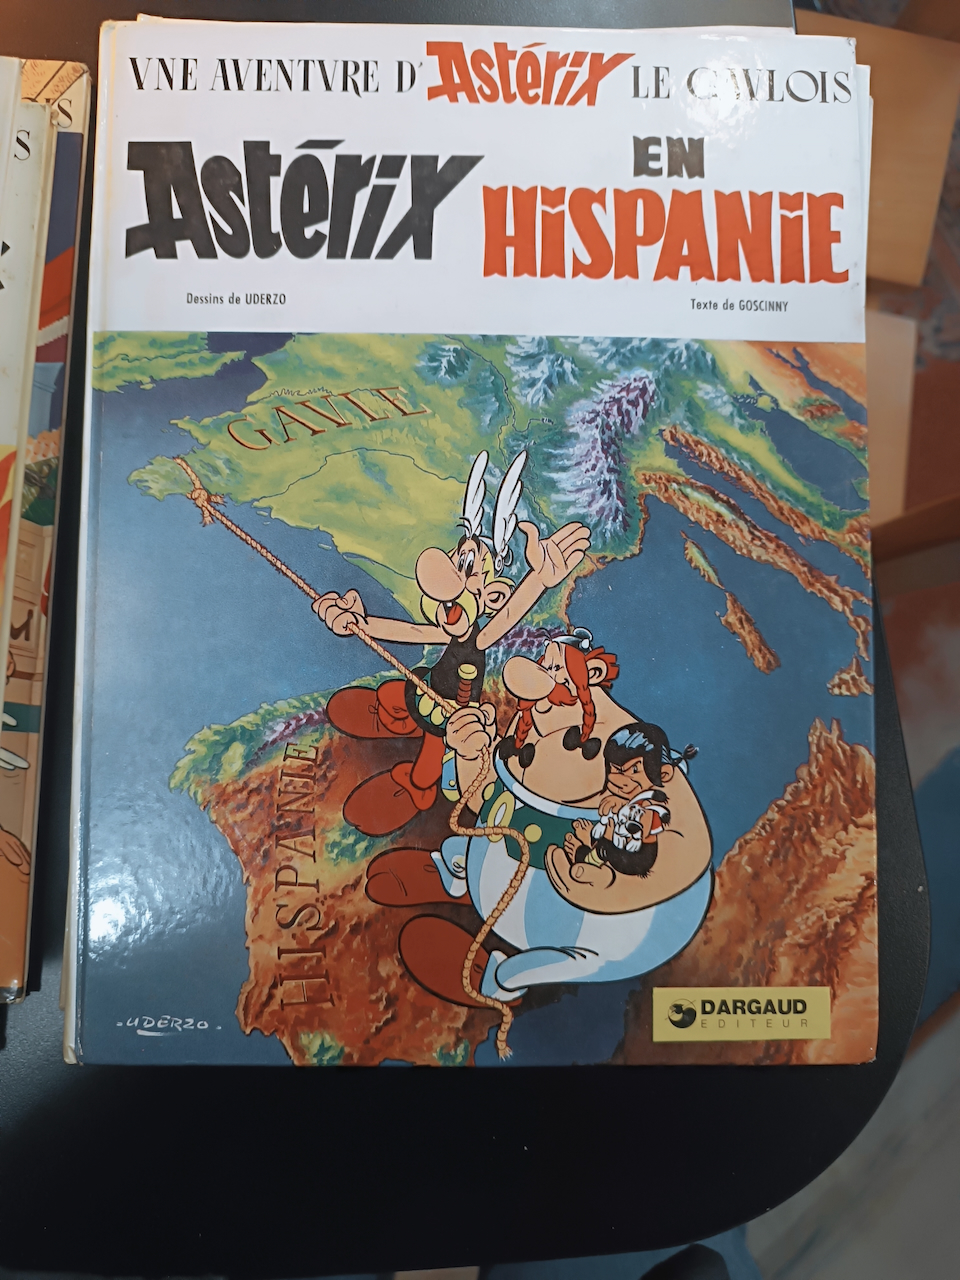 VNE AVENTVRE D'Astérix LE GAVLOIS
Astérix EN HISPANIE
Dessins de UDERZO
Texte de GOSCINNY
GAVLE
HISPANIE
UDERZO
DARGAUD
EDITEUR
S
S